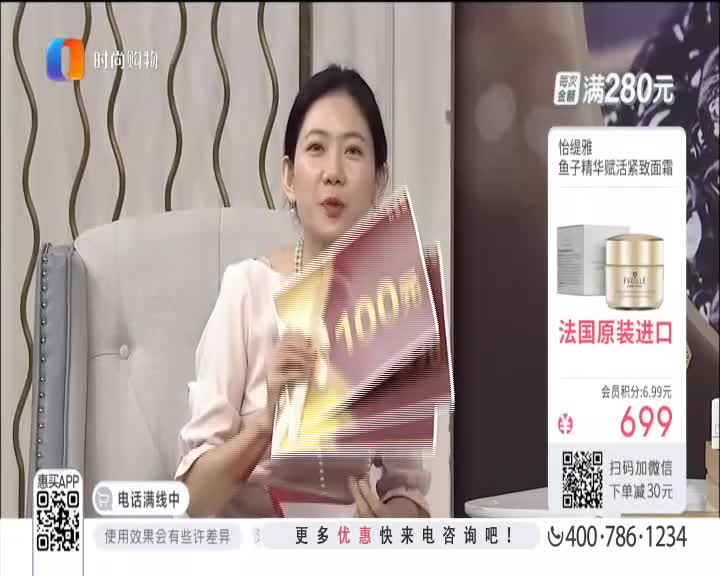 时尚购物
每次金额 满280元
怡缇雅
鱼子精华赋活紧致面霜
EVEILLE
法国原装进口
会员积分:6.99元
¥ 699
扫码加微信
下单减30元
100元
惠买APP
电话满线中
使用效果会有些许差异
更多优惠快来电咨询吧！
400·786·1234